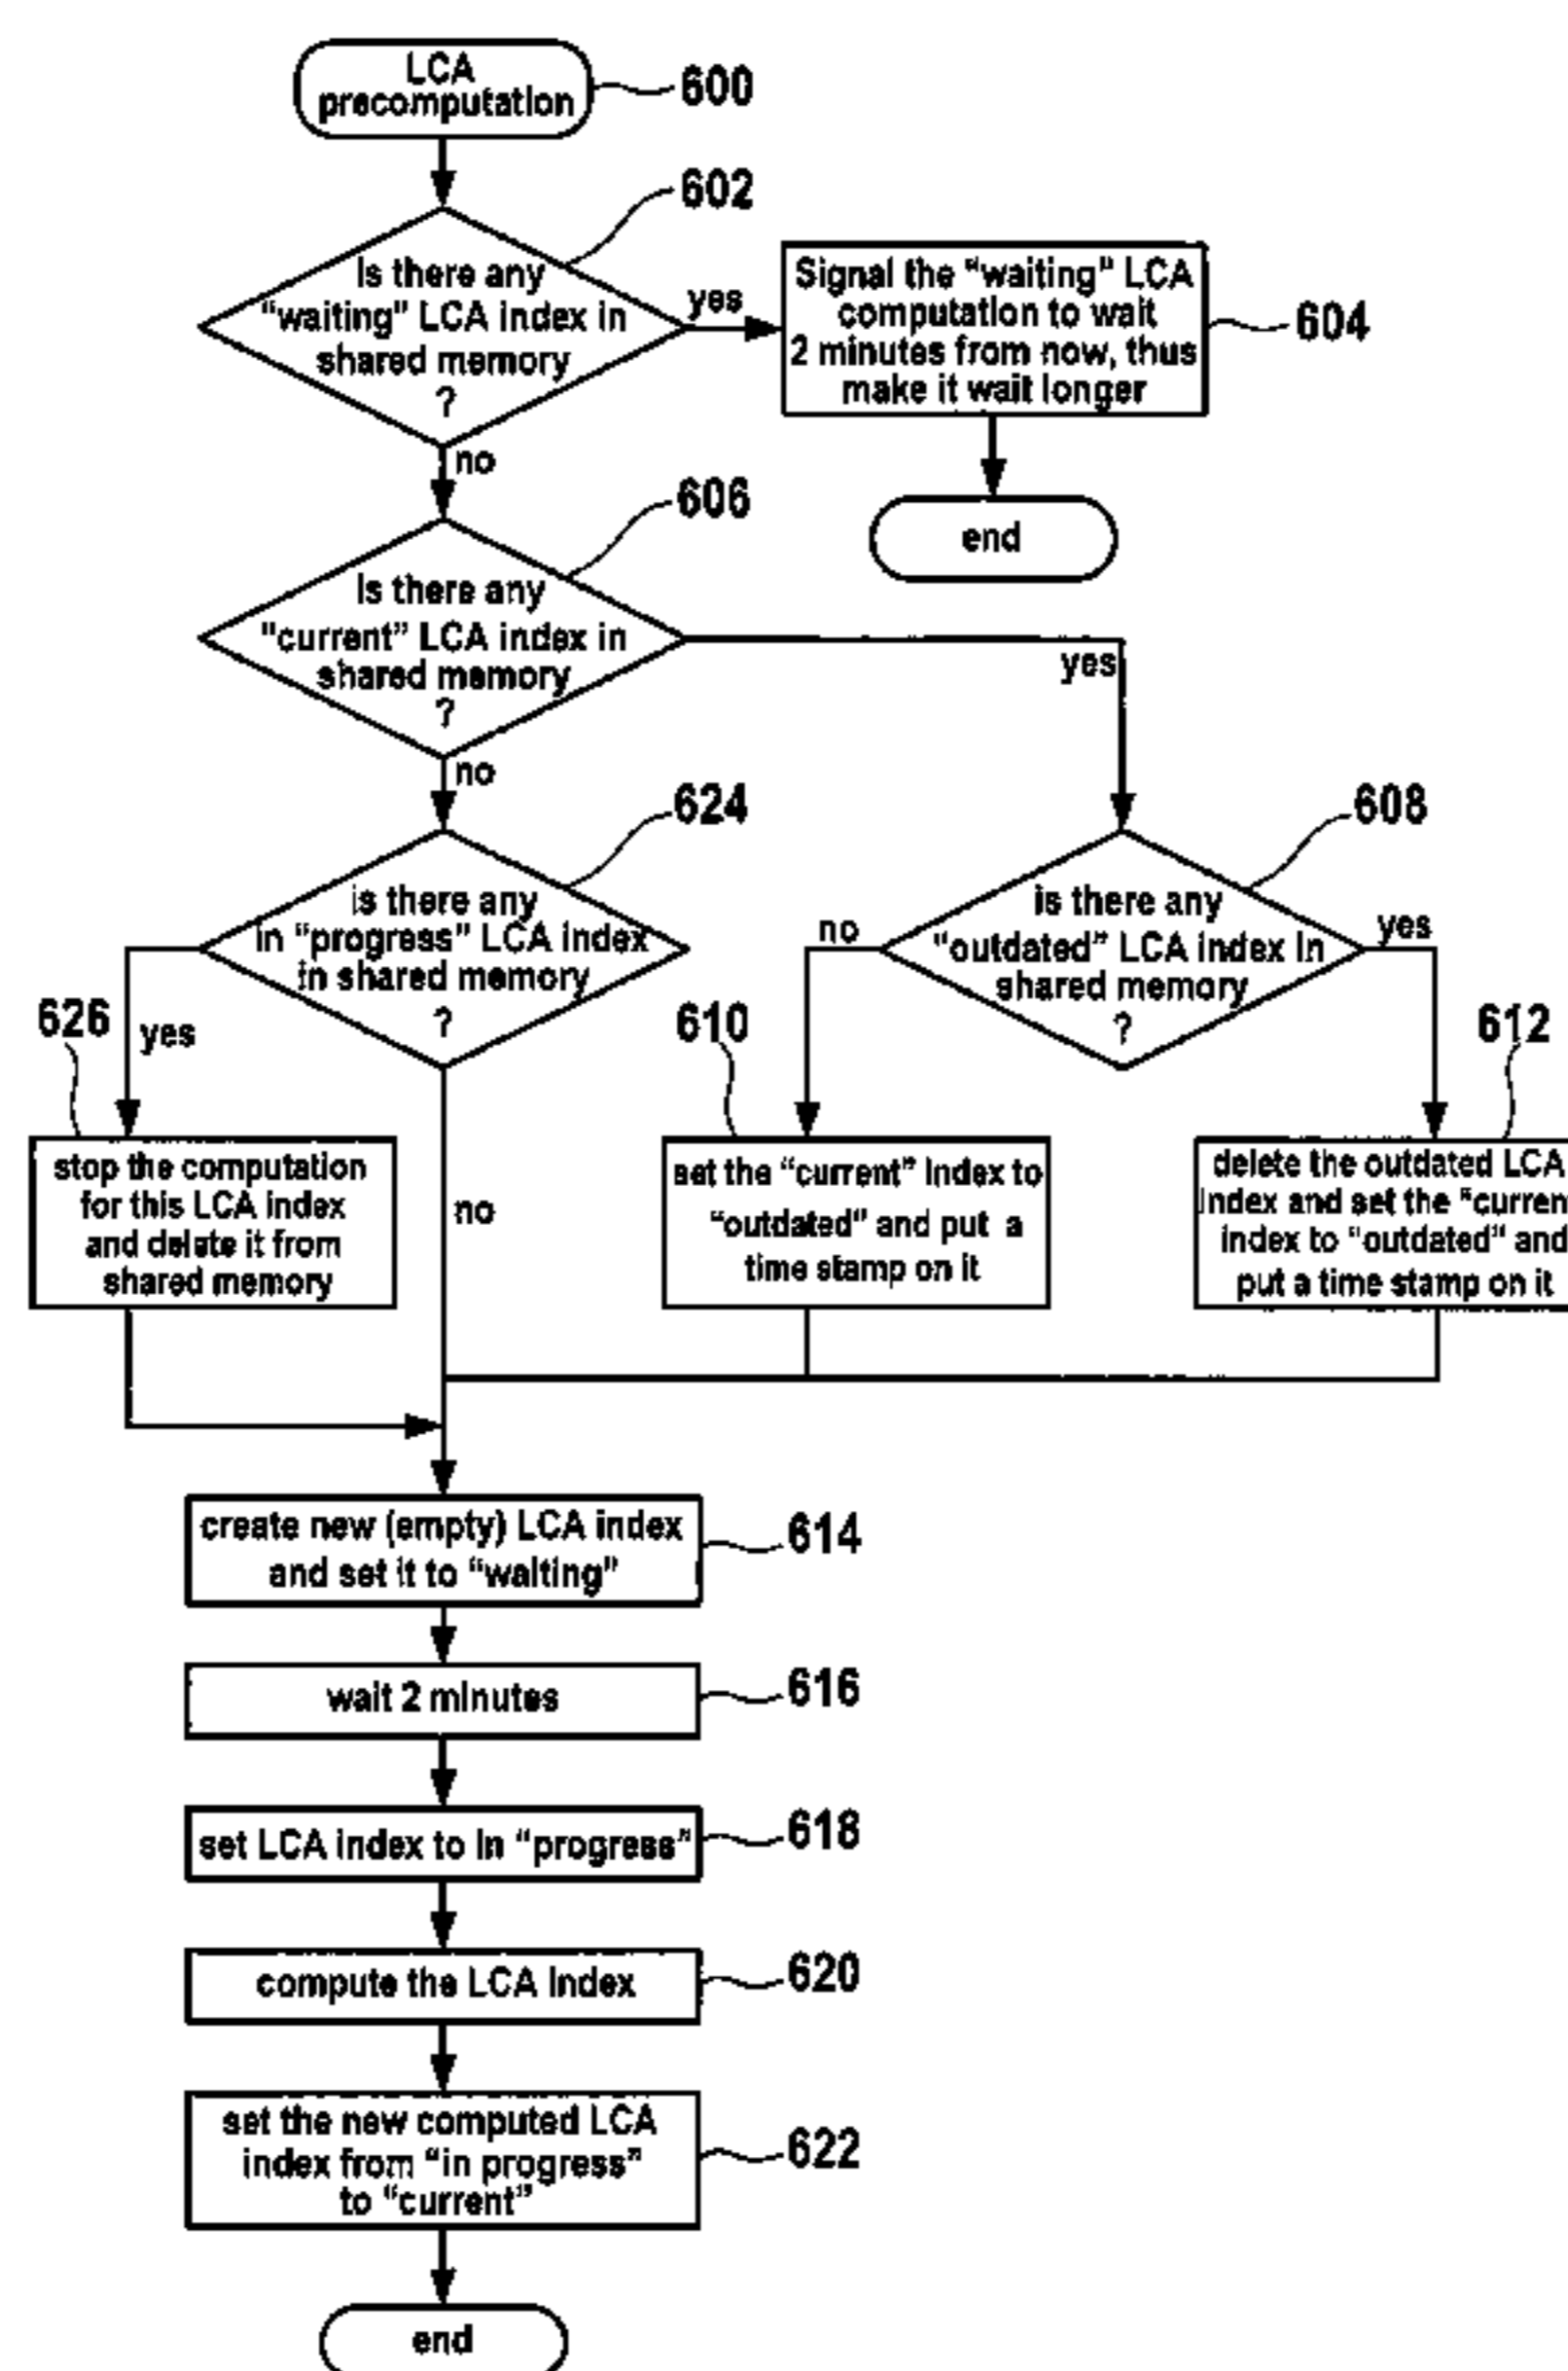 LCA
precomputation
600
602
Is there any
"waiting" LCA index in
shared memory
?
yes
Signal the "waiting" LCA
computation to wait
2 minutes from now, thus
make it wait longer
604
no
end
606
Is there any
"current" LCA index in
shared memory
?
yes
no
624
is there any
in "progress" LCA index
in shared memory
?
608
is there any
"outdated" LCA index in
shared memory
?
no
yes
626
yes
610
612
stop the computation
for this LCA index
and delete it from
shared memory
no
set the "current" index to
"outdated" and put a
time stamp on it
delete the outdated LCA
index and set the "curren
index to "outdated" and
put a time stamp on it
create new (empty) LCA index
and set it to "waiting"
614
wait 2 minutes
616
set LCA index to in "progress"
618
compute the LCA index
620
set the new computed LCA
index from "in progress"
to "current"
622
end